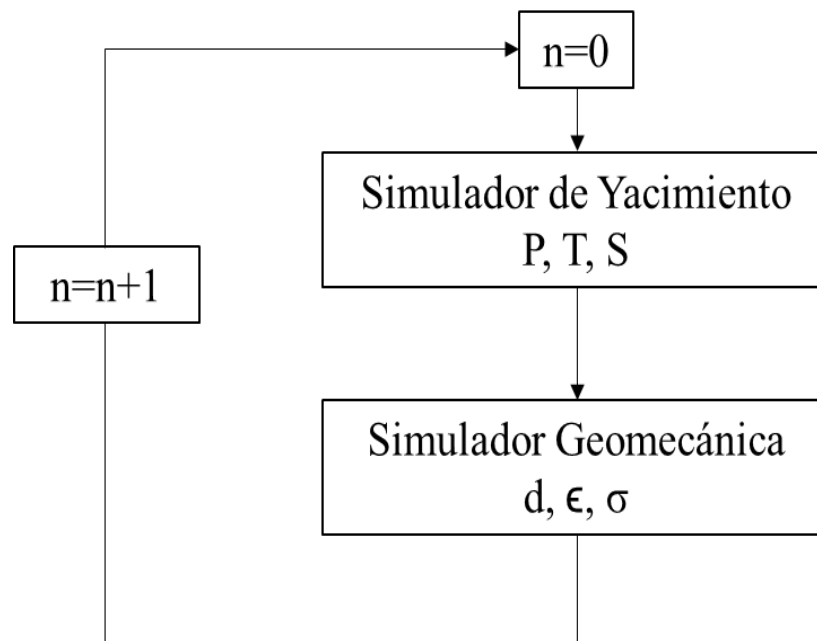 n=0
Simulador de Yacimiento
P, T, S
n=n+1
Simulador Geomecánica
d, ϵ, σ